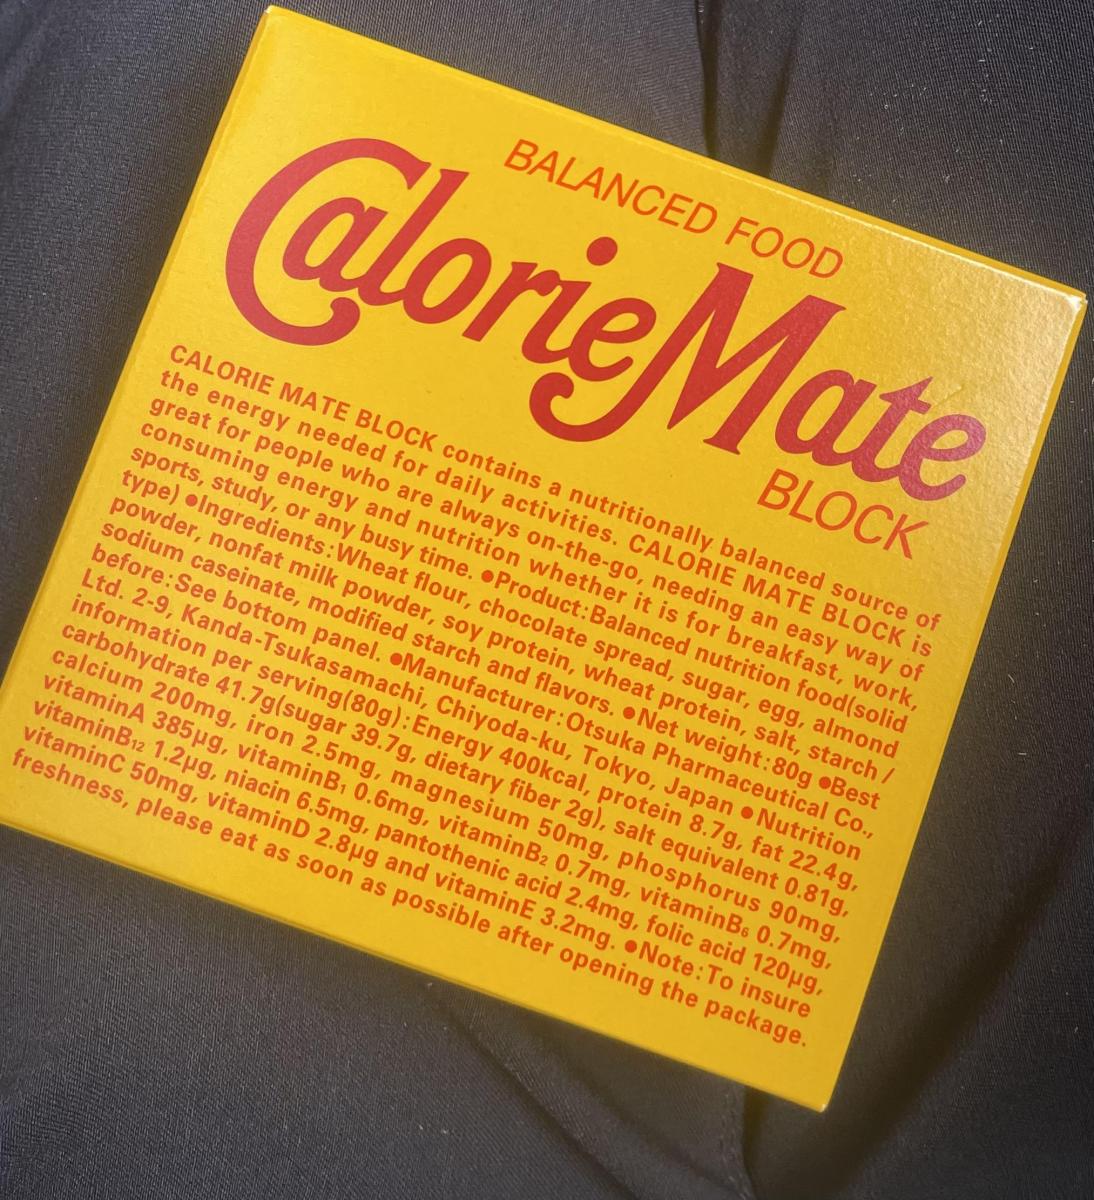 BALANCED FOOD
CalorieMate
BLOCK
CALORIE MATE BLOCK contains a nutritionally balanced source of
the energy needed for daily activities. CALORIE MATE BLOCK is
great for people who are always on-the-go, needing an easy way of
consuming energy and nutrition whether it is for breakfast, work,
sports, study, or any busy time. ●Product:Balanced nutrition food(solid
type) ●Ingredients:Wheat flour, chocolate spread, sugar, egg, almond
powder, nonfat milk powder, soy protein, wheat protein, salt, starch /
sodium caseinate, modified starch and flavors. ●Net weight:80g ●Best
before:See bottom panel. ●Manufacturer:Otsuka Pharmaceutical Co.,
Ltd. 2-9, Kanda-Tsukasamachi, Chiyoda-ku, Tokyo, Japan ●Nutrition
information per serving(80g):Energy 400kcal, protein 8.7g, fat 22.4g,
carbohydrate 41.7g(sugar 39.7g, dietary fiber 2g), salt equivalent 0.81g,
calcium 200mg, iron 2.5mg, magnesium 50mg, phosphorus 90mg,
vitaminA 385μg, vitaminB₁ 0.6mg, vitaminB₂ 0.7mg, vitaminB₆ 0.7mg,
vitaminB₁₂ 1.2μg, niacin 6.5mg, pantothenic acid 2.4mg, folic acid 120μg,
vitaminC 50mg, vitaminD 2.8μg and vitaminE 3.2mg. ●Note:To insure
freshness, please eat as soon as possible after opening the package.